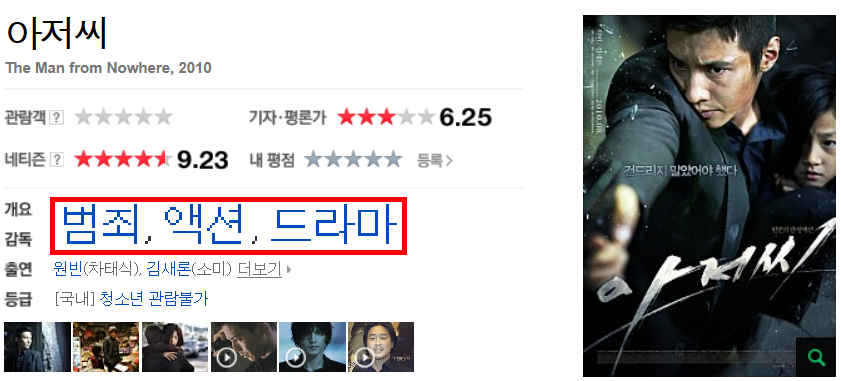 아저씨
The Man from Nowhere, 2010
관람객 ?
기자·평론가 6.25
네티즌 ? 9.23
내 평점 등록 >
개요
범죄, 액션, 드라마
감독
출연 원빈(차태식), 김새론(소미) 더보기
등급 [국내] 청소년 관람불가
2010.08
건드리지 말았어야 했다
아저씨